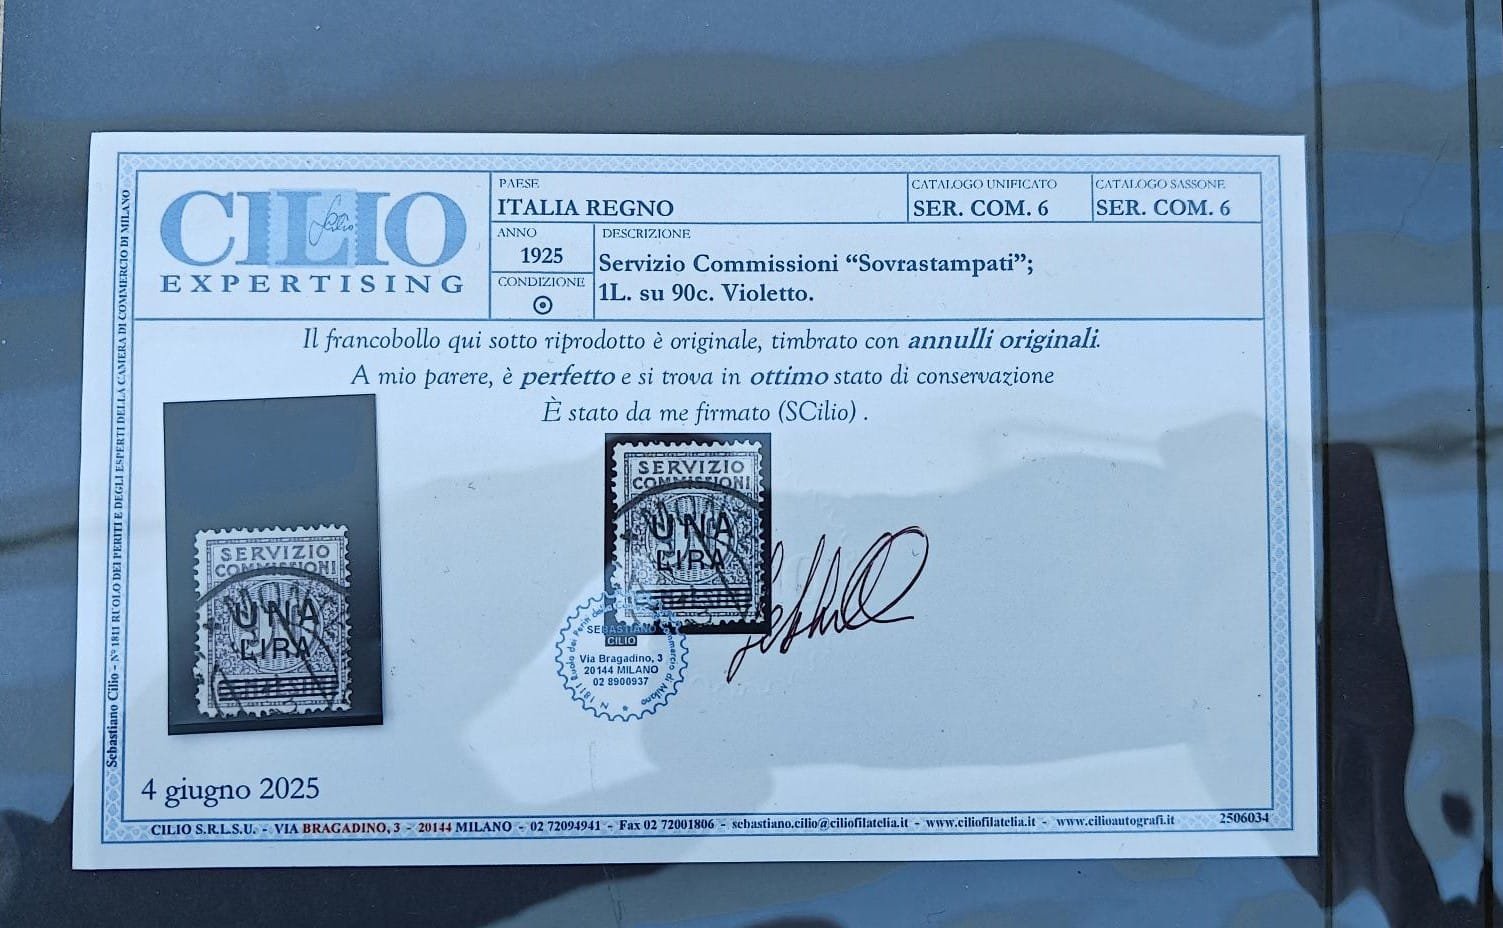 CILIO
EXPERTISING
PAESE
ITALIA REGNO
CATALOGO UNIFICATO
SER. COM. 6
CATALOGO SASSONE
SER. COM. 6
ANNO
1925
CONDIZIONE
DESCRIZIONE
Servizio Commissioni “Sovrastampati”;
1L. su 90c. Violetto.
Il francobollo qui sotto riprodotto è originale, timbrato con annulli originali.
A mio parere, è perfetto e si trova in ottimo stato di conservazione
È stato da me firmato (SCilio) .
SERVIZIO
COMMISSIONI
UNA
LIRA
SERVIZIO
COMMISSIONI
UNA
LIRA
SEBASTIANO
CILIO
Via Bragadino, 3
20144 MILANO
02 8900937
4 giugno 2025
CILIO S.R.L.S.U. - VIA BRAGADINO, 3 - 20144 MILANO - 02 72094941 - Fax 02 72001806 - sebastiano.cilio@ciliofilatelia.it - www.ciliofilatelia.it - www.cilioautografi.it
2506034
Sebastiano Cilio - N° 1811 RUOLO DEI PERITI E DEGLI ESPERTI DELLA CAMERA DI COMMERCIO DI MILANO